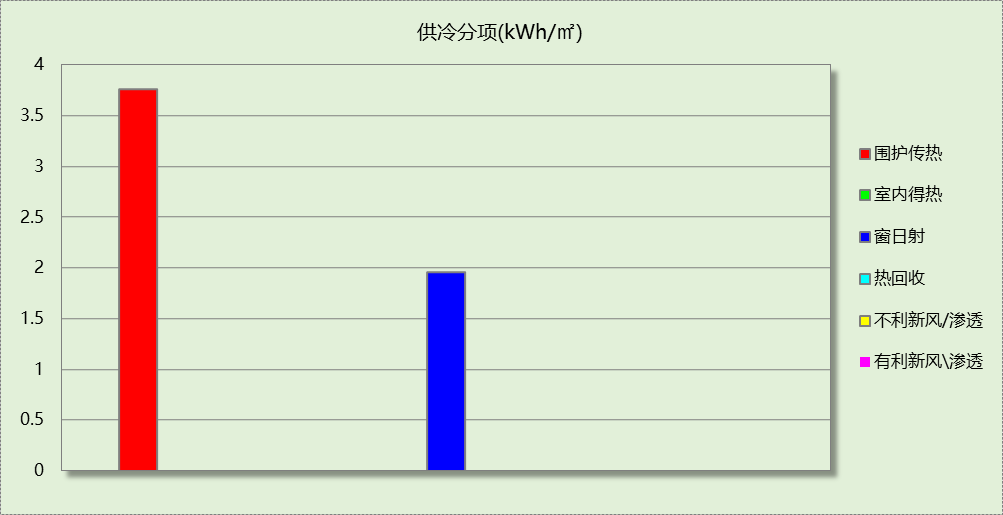 供冷分项(kWh/㎡)
4
3.5
3
2.5
2
1.5
1
0.5
0
围护传热
室内得热
窗日射
热回收
不利新风/渗透
有利新风\渗透